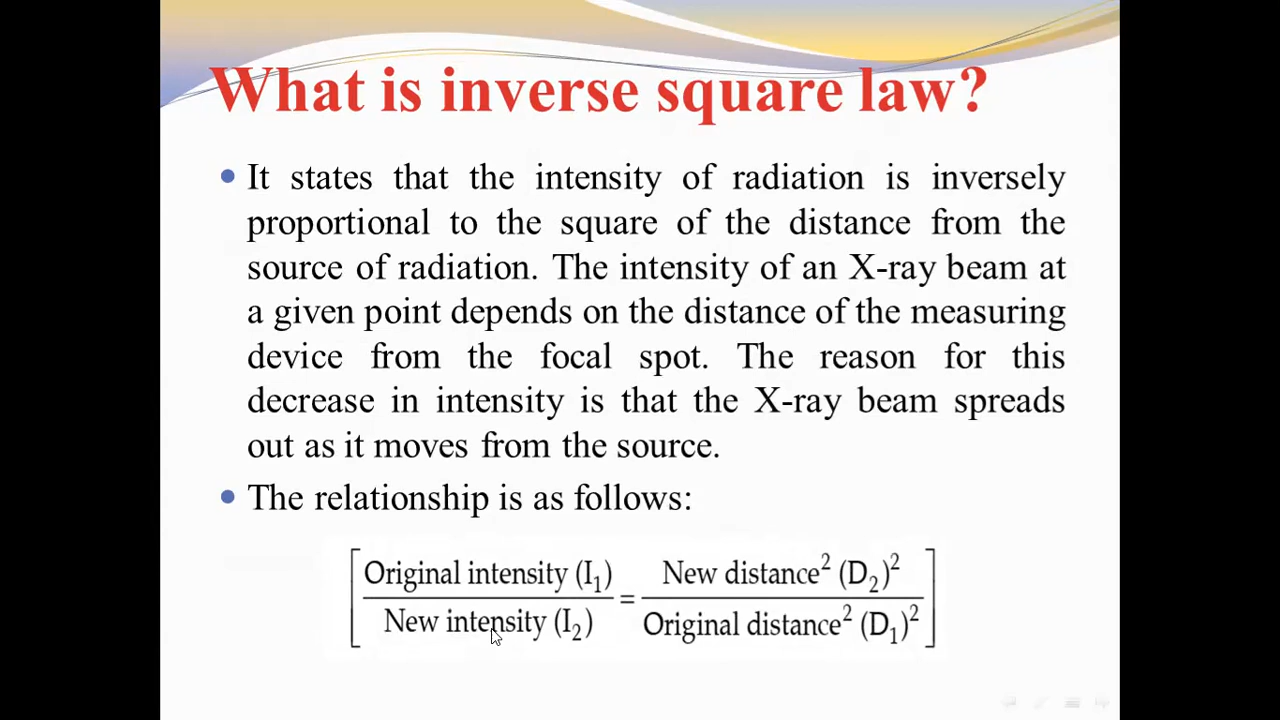 What is inverse square law?
• It states that the intensity of radiation is inversely
proportional to the square of the distance from the
source of radiation. The intensity of an X-ray beam at
a given point depends on the distance of the measuring
device from the focal spot. The reason for this
decrease in intensity is that the X-ray beam spreads
out as it moves from the source.
• The relationship is as follows:
[Original intensity (I₁) / New intensity (I₂) = New distance² (D₂)² / Original distance² (D₁)²]